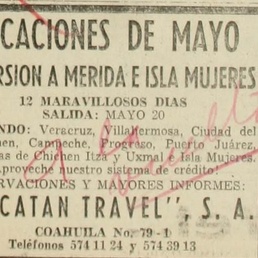 CACIONES DE MAYO
RSION A MERIDA E ISLA MUJERES
12 MARAVILLOSOS DIAS
SALIDA: MAYO 20
NDO: Veracruz, Villahermosa, Ciudad del
men, Campeche, Progreso, Puerto Juárez,
as de Chichen Itzá y Uxmal e Isla Mujeres.
Aproveche nuestro sistema de crédito.
RVACIONES Y MAYORES INFORMES:
CATAN TRAVEL", S. A.
COAHUILA No. 79-1
Teléfonos 574 11 24 y 574 39 13